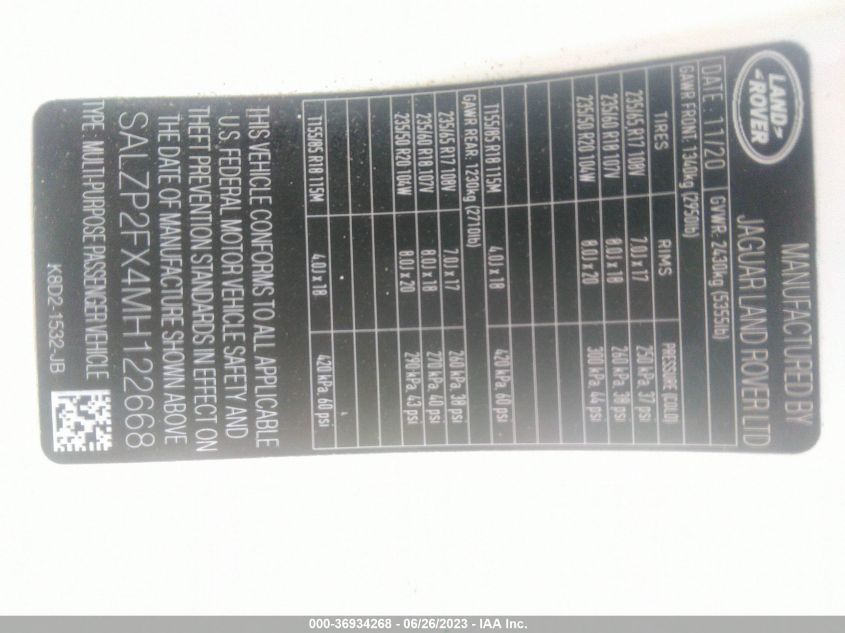 LAND ROVER
MANUFACTURED BY
JAGUAR LAND ROVER LTD
DATE : 11/20 GVWR: 2430kg (5355lb)
GAWR FRONT: 1340kg (2950lb)
TIRES RIMS PRESSURE (COLD)
235/65 R17 108V 7.0J x 17 250 kPa, 37 psi
235/60 R18 107V 8.0J x 18 260 kPa, 38 psi
235/50 R20 104W 8.0J x 20 300 kPa, 44 psi
T155/85 R18 115M 4.0J x 18 420 kPa, 60 psi
GAWR REAR: 1230kg (2710lb)
235/65 R17 108V 7.0J x 17 260 kPa, 38 psi
235/60 R18 107V 8.0J x 18 270 kPa, 40 psi
235/50 R20 104W 8.0J x 20 290 kPa, 43 psi
T155/85 R18 115M 4.0J x 18 420 kPa, 60 psi
THIS VEHICLE CONFORMS TO ALL APPLICABLE
U.S. FEDERAL MOTOR VEHICLE SAFETY AND
THEFT PREVENTION STANDARDS IN EFFECT ON
THE DATE OF MANUFACTURE SHOWN ABOVE
SALZP2FX4MH122668
TYPE : MULTI-PURPOSE PASSENGER VEHICLE
K8D2-1532-JB
000-36934268 - 06/26/2023 - IAA Inc.